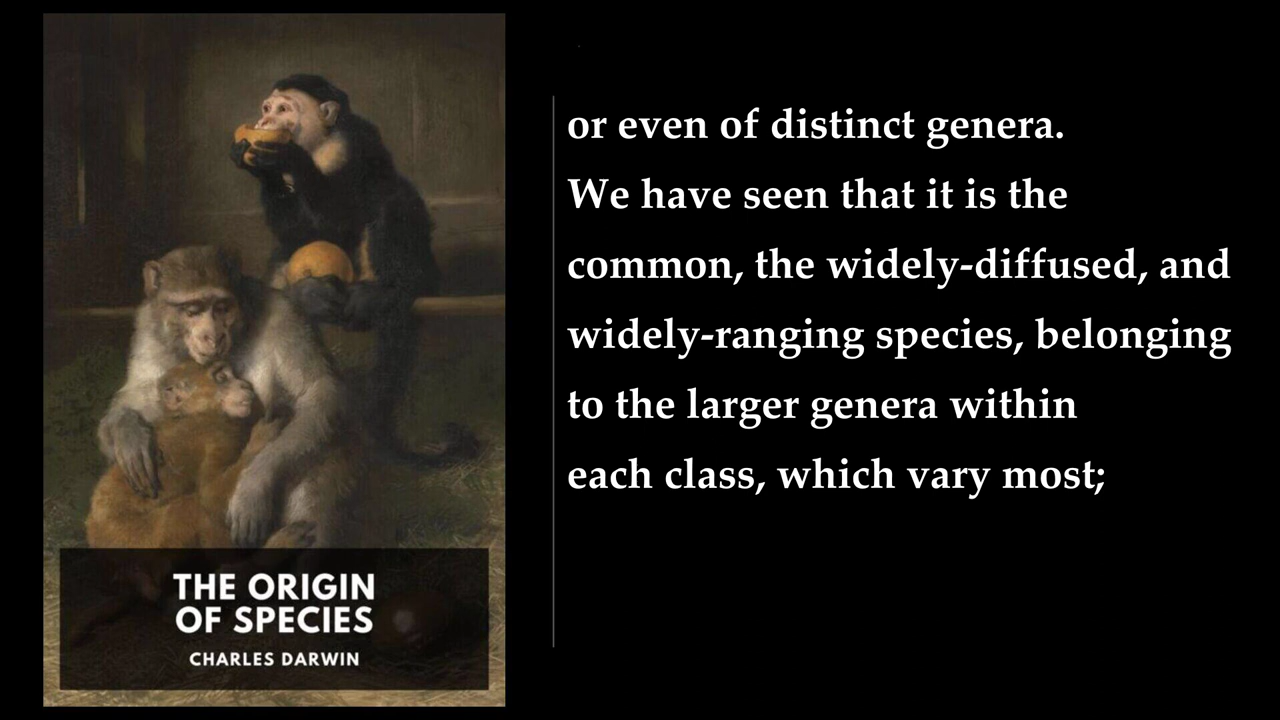 or even of distinct genera.
We have seen that it is the
common, the widely-diffused, and
widely-ranging species, belonging
to the larger genera within
each class, which vary most;
THE ORIGIN
OF SPECIES
CHARLES DARWIN